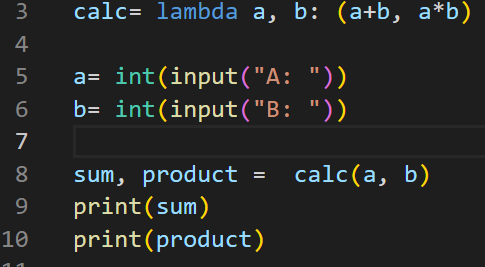 3 calc= lambda a, b: (a+b, a*b)
4
5 a= int(input("A: "))
6 b= int(input("B: "))
7
8 sum, product =  calc(a, b)
9 print(sum)
10 print(product)